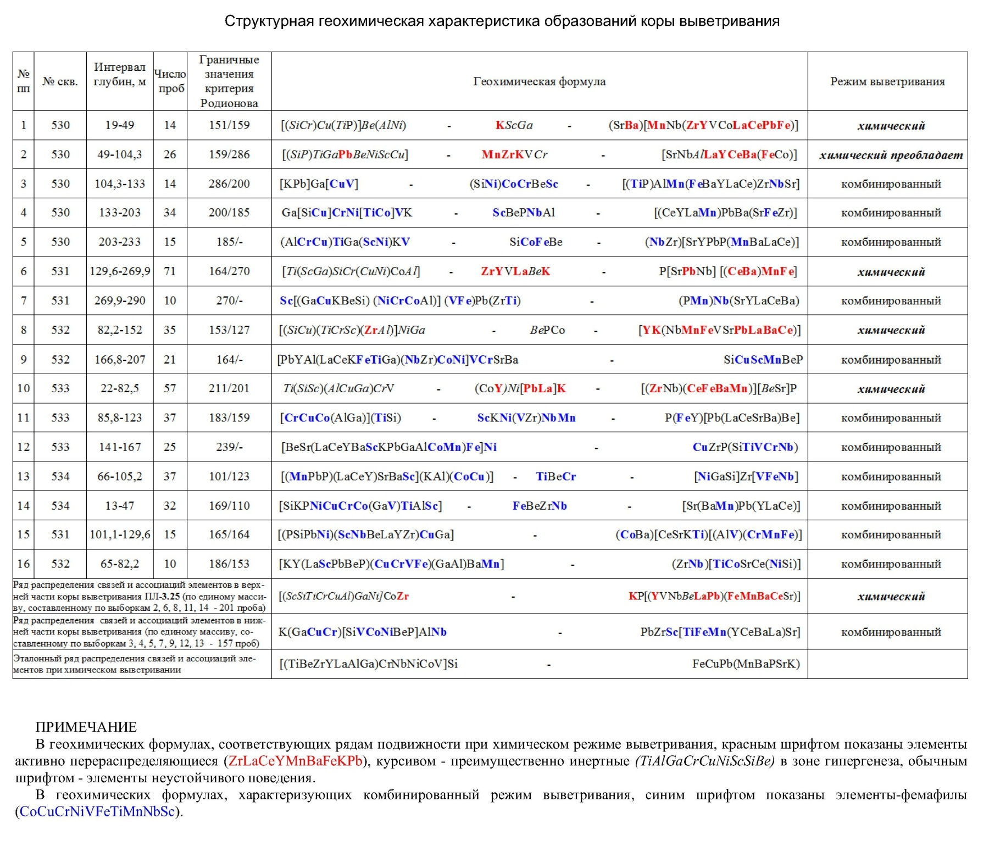 Структурная геохимическая характеристика образований коры выветривания
№ пп | № скв. | Интервал глубин, м | Число проб | Граничные значения критерия Родионова | Геохимическая формула | Режим выветривания
1 | 530 | 19-49 | 14 | 151/159 | [(SiCr)Cu(TiP)]Be(AlNi) - KScGa - (SrBa)[MnNb(ZrYVCoLaCePbFe)] | химический
2 | 530 | 49-104,3 | 26 | 159/286 | [(SiP)TiGaPbBeNiScCu] - MnZrKVCr - [SrNbAlLaYCeBa(FeCo)] | химический преобладает
3 | 530 | 104,3-133 | 14 | 286/200 | [KPb]Ga[CuV] - (SiNi)CoCrBeSc - [(TiP)AlMn(FeBaYLaCe)ZrNbSr] | комбинированный
4 | 530 | 133-203 | 34 | 200/185 | Ga[SiCu]CrNi[TiCo]VK - ScBePNbAl - [(CeYLaMn)PbBa(SrFeZr)] | комбинированный
5 | 530 | 203-233 | 15 | 185/- | (AlCrCu)TiGa(ScNi)KV - SiCoFeBe - (NbZr)[SrYPbP(MnBaLaCe)] | комбинированный
6 | 531 | 129,6-269,9 | 71 | 164/270 | [Ti(ScGa)SiCr(CuNi)CoAl] - ZrYVLaBeK - P[SrPbNb] [(CeBa)MnFe] | химический
7 | 531 | 269,9-290 | 10 | 270/- | Sc[(GaCuKBeSi) (NiCrCoAl)] (VFe)Pb(ZrTi) - (PMn)Nb(SrYLaCeBa) | комбинированный
8 | 532 | 82,2-152 | 35 | 153/127 | [(SiCu)(TiCrSc)(ZrAl)]NiGa - BePCo - [YK(NbMnFeVSrPbLaBaCe)] | химический
9 | 532 | 166,8-207 | 21 | 164/- | [PbYAl(LaCeKFeTiGa)(NbZr)CoNi]VCrSrBa - SiCuScMnBeP | комбинированный
10 | 533 | 22-82,5 | 57 | 211/201 | Ti(SiSc)(AlCuGa)CrV - (CoY)Ni[PbLa]K - [(ZrNb)(CeFeBaMn)][BeSr]P | химический
11 | 533 | 85,8-123 | 37 | 183/159 | [CrCuCo(AlGa)](TiSi) - ScKNi(VZr)NbMn - P(FeY)[Pb(LaCeSrBa)Be] | комбинированный
12 | 533 | 141-167 | 25 | 239/- | [BeSr(LaCeYBaScKPbGaAlCoMn)Fe]Ni - CuZrP(SiTiVCrNb) | комбинированный
13 | 534 | 66-105,2 | 37 | 101/123 | [(MnPbP)(LaCeY)SrBaSc](KAl)(CoCu)] - TiBeCr - [NiGaSi]Zr[VFeNb] | комбинированный
14 | 534 | 13-47 | 32 | 169/110 | [SiKPNiCuCrCo(GaV)TiAlSc] - FeBeZrNb - [Sr(BaMn)Pb(YLaCe)] | комбинированный
15 | 531 | 101,1-129,6 | 15 | 165/164 | [(PSiPbNi)(ScNbBeLaYZr)CuGa] - (CoBa)[CeSrKTi)[(AlV)(CrMnFe)] | комбинированный
16 | 532 | 65-82,2 | 10 | 186/153 | [KY(LaScPbBeP)(CuCrVFe)(GaAl)BaMn] - (ZrNb)[TiCoSrCe(NiSi)] | комбинированный
Ряд распределения связей и ассоциаций элементов в верх-
ней части коры выветривания ПЛ-3.25 (по единому масси-
ву, составленному по выборкам 2, 6, 8, 11, 14 - 201 проба) | [(ScSiTiCrCuAl)GaNi]CoZr - KP[(YVNbBeLaPb)(FeMnBaCeSr)] | химический
Ряд распределения связей и ассоциаций элементов в ниж-
ней части коры выветривания (по единому массиву, со-
ставленному по выборкам 3, 4, 5, 7, 9, 12, 13 - 157 проб) | K(GaCuCr)[SiVCoNiBeP]AlNb - PbZrSc[TiFeMn(YCeBaLa)Sr] | комбинированный
Эталонный ряд распределения связей и ассоциаций эле-
ментов при химическом выветривании | [(TiBeZrYLaAlGa)CrNbNiCoV]Si - FeCuPb(MnBaPSrK)
ПРИМЕЧАНИЕ
В геохимических формулах, соответствующих рядам подвижности при химическом режиме выветривания, красным шрифтом показаны элементы
активно перераспределяющиеся (ZrLaCeYMnBaFeKPb), курсивом - преимущественно инертные (TiAlGaCrCuNiScSiBe) в зоне гипергенеза, обычным
шрифтом - элементы неустойчивого поведения.
В геохимических формулах, характеризующих комбинированный режим выветривания, синим шрифтом показаны элементы-фемафилы
(CoCuCrNiVFeTiMnNbSc).